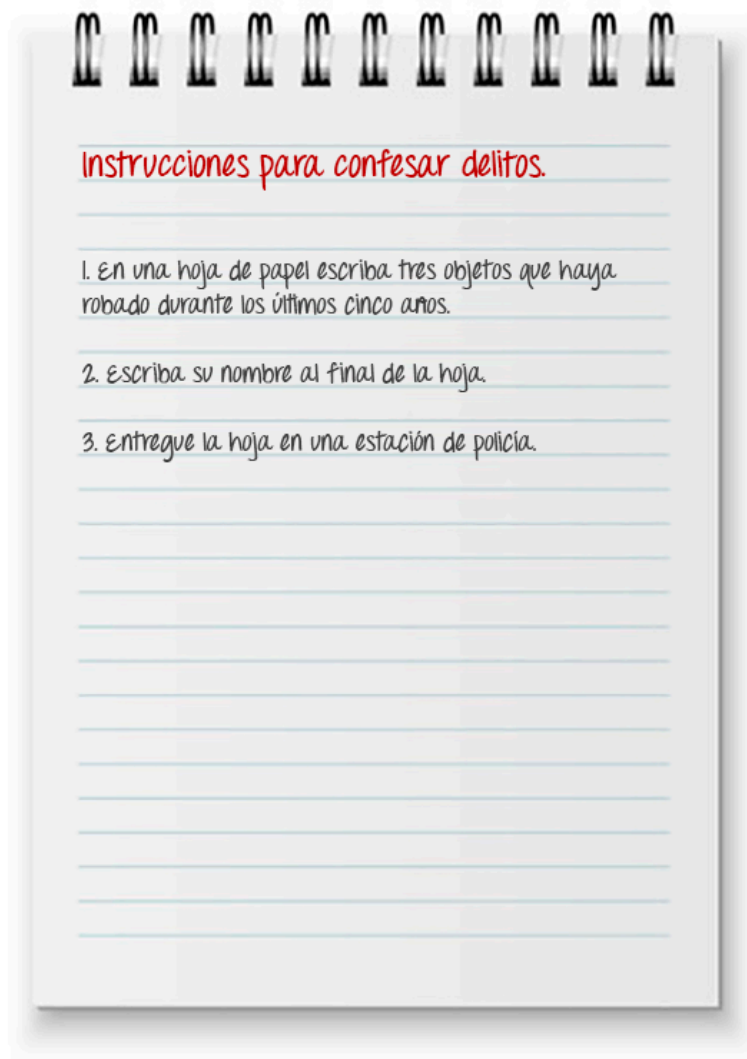 Instrucciones para confesar delitos.
1. En una hoja de papel escriba tres objetos que haya
robado durante los últimos cinco años.
2. Escriba su nombre al final de la hoja.
3. Entregue la hoja en una estación de policía.